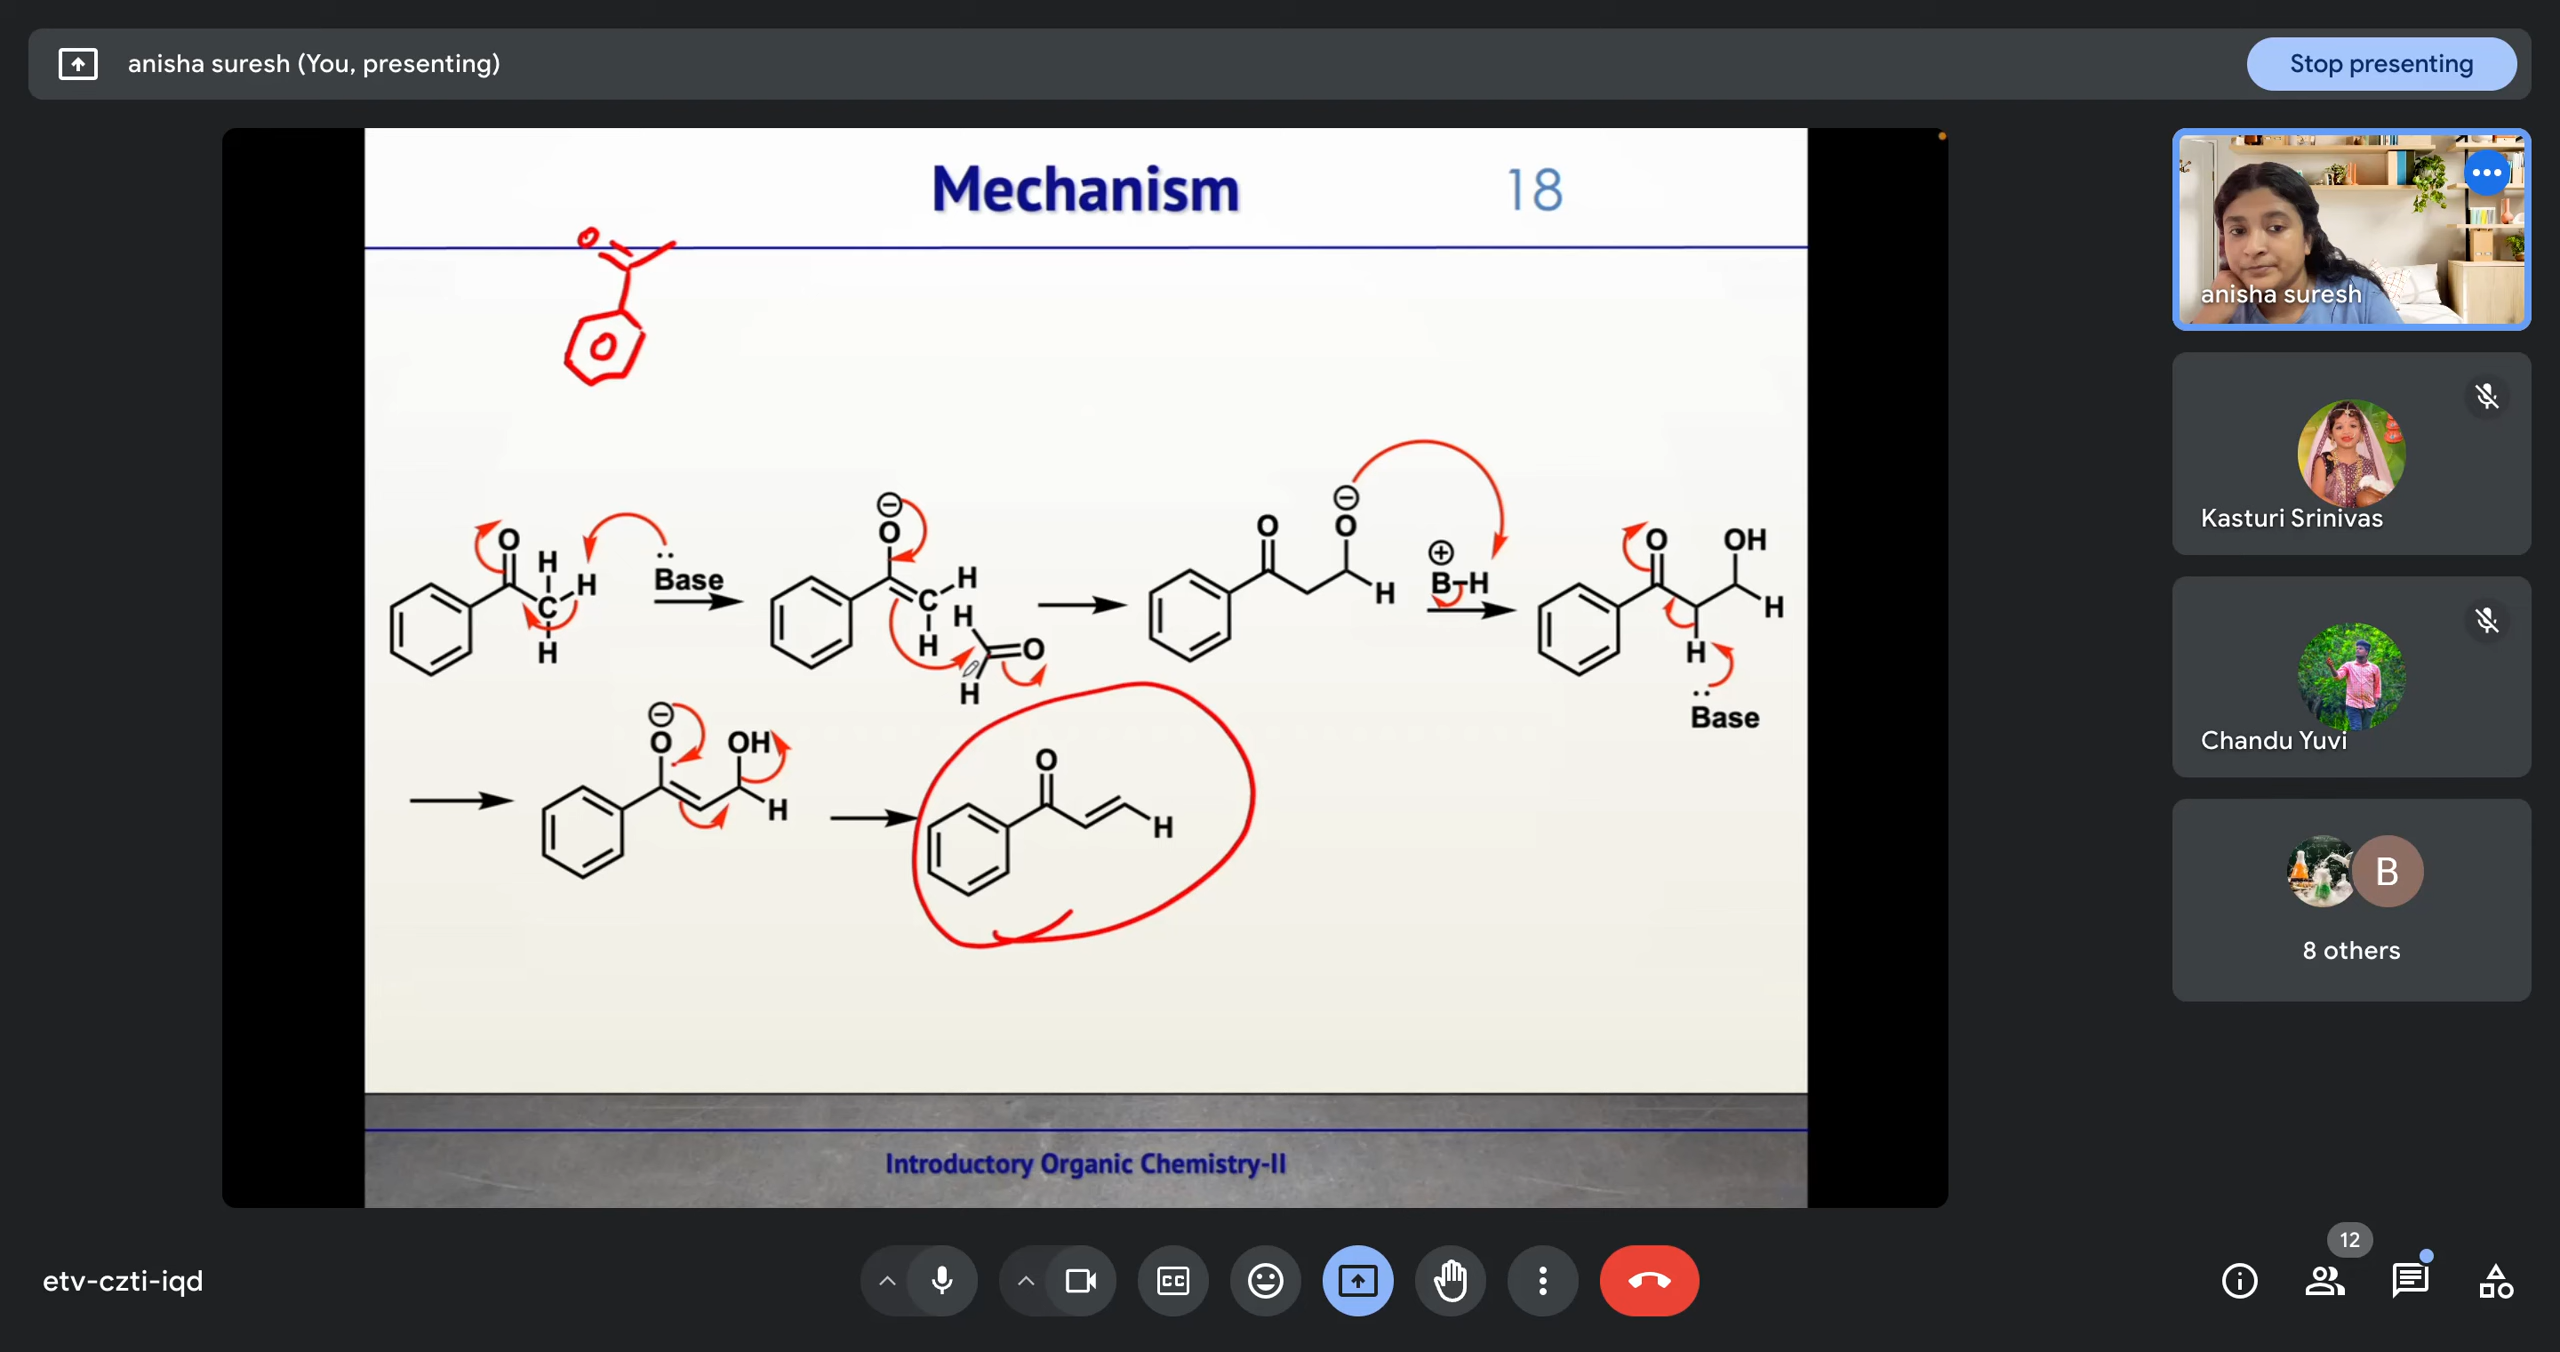 anisha suresh (You, presenting)
Stop presenting
Mechanism
18
anisha suresh
Kasturi Srinivas
Chandu Yuvi
B
8 others
O
O
H
H
C
H
Base
⊖
O
C
H
H
H
O
H
O
⊖
O
H
⊕
B-H
O
OH
H
H
Base
⊖
O
OH
H
O
H
Introductory Organic Chemistry-II
etv-czti-iqd
CC
12